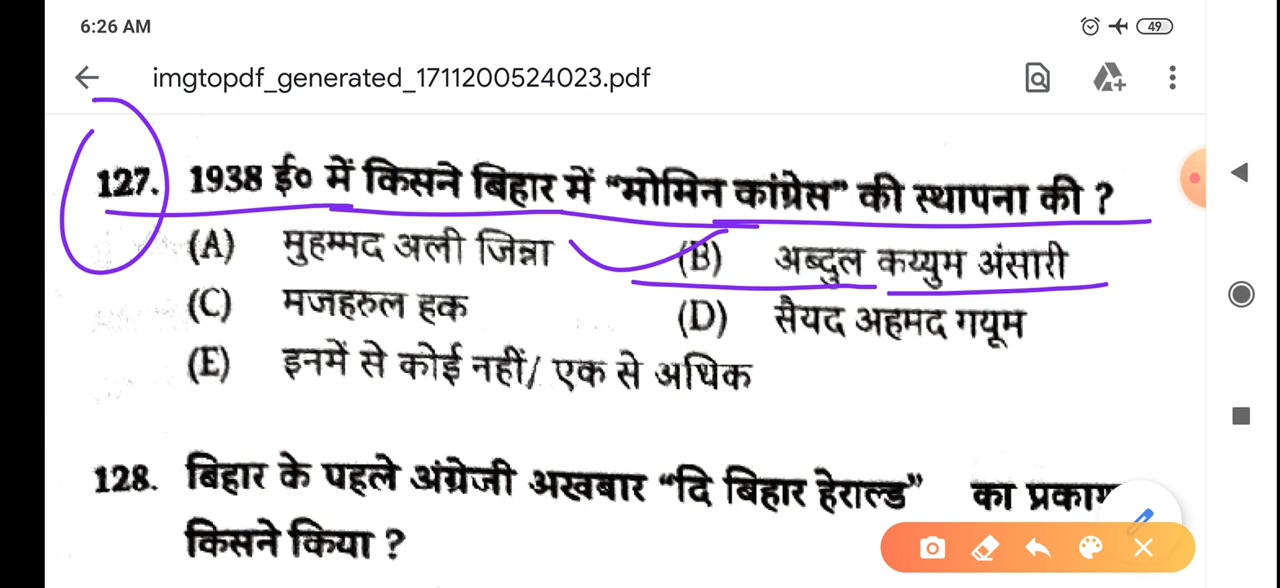 6:26 AM
49
imgtopdf_generated_1711200524023.pdf
127. 1938 ई० में किसने बिहार में “मोमिन कांग्रेस” की स्थापना की ?
(A) मुहम्मद अली जिन्ना (B) अब्दुल कय्युम अंसारी
(C) मजहरुल हक (D) सैयद अहमद गयूम
(E) इनमें से कोई नहीं/ एक से अधिक
128. बिहार के पहले अंग्रेजी अखबार “दि बिहार हेराल्ड” का
किसने किया ?